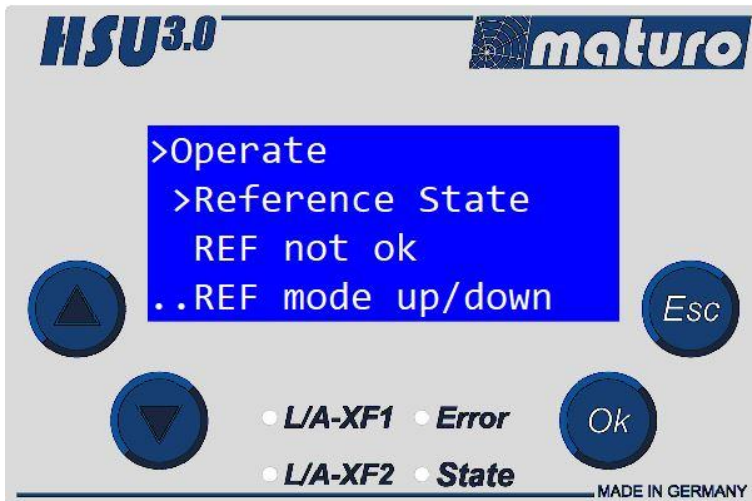 HSU3.0
maturo
>Operate
>Reference State
REF not ok
..REF mode up/down
Esc
L/A-XF1
Error
Ok
L/A-XF2
State
MADE IN GERMANY